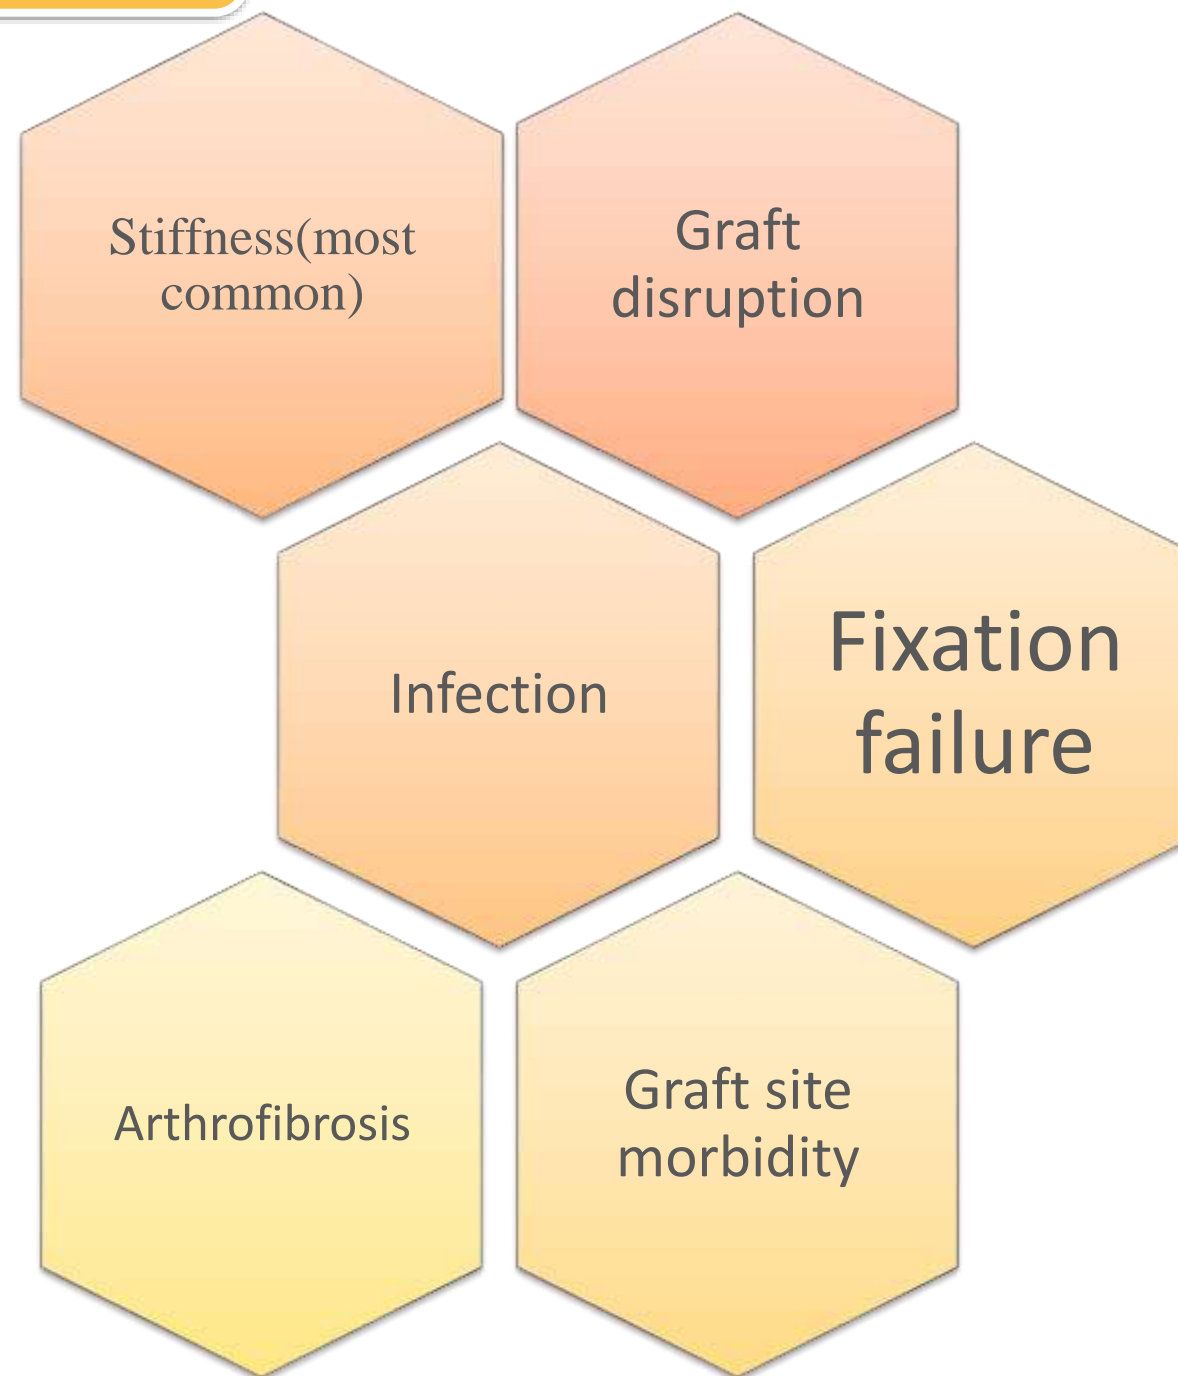 Stiffness(most
common)
Graft
disruption
Infection
Fixation
failure
Arthrofibrosis
Graft site
morbidity